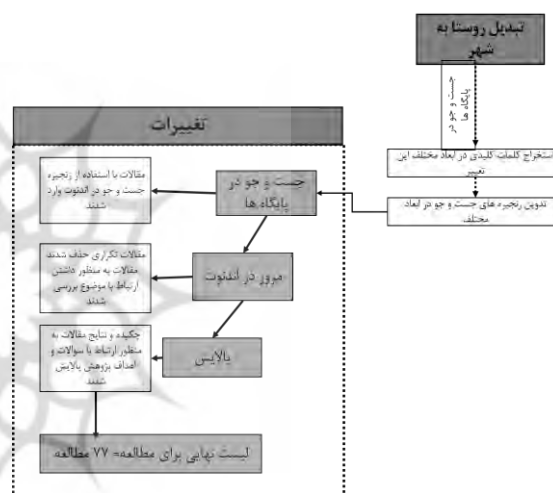 تبدیل روستا به
شهر
جست و جو در
پایگاه ها
استخراج کلمات کلیدی در ابعاد مختلف این
تغییر
تدوین زنجیره های جست و جو در ابعاد
مختلف
تغییرات
جست و جو در
پایگاه ها
مقالات با استفاده از زنجیره
جست و جو در اندنوت وارد
شدند
مرور در اندنوت
مقالات تکراری حذف شدند
مقالات به منظور داشتن
ارتباط با موضوع بررسی
شدند
پالایش
چکیده و نتایج مقالات به
منظور ارتباط با سوالات و
اهداف پژوهش پالایش
شدند
لیست نهایی برای مطالعه= ۷۷ مطالعه